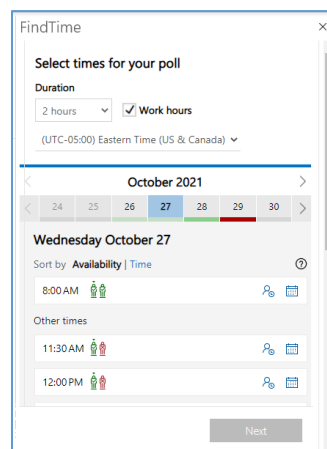 FindTime
Select times for your poll
Duration
2 hours Work hours
(UTC-05:00) Eastern Time (US & Canada)
October 2021
24 25 26 27 28 29 30
Wednesday October 27
Sort by Availability | Time
8:00 AM
Other times
11:30 AM
12:00 PM
Next